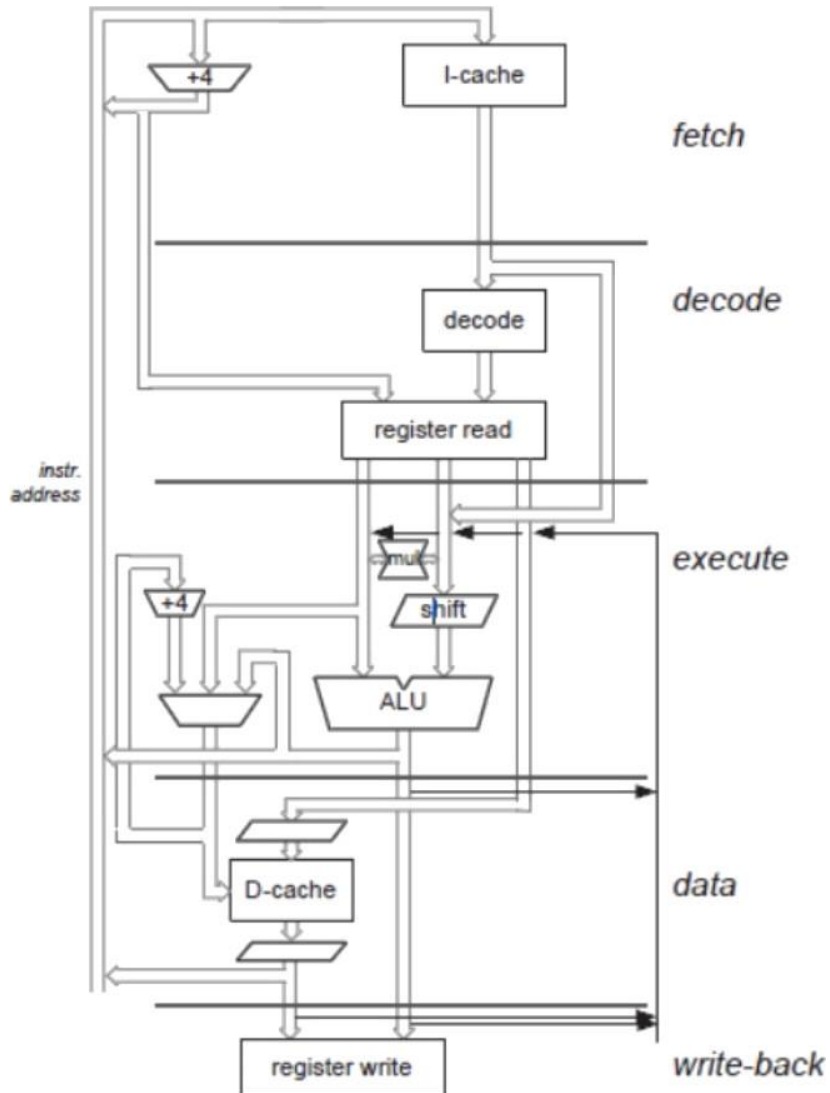 +4
I-cache
fetch
decode
decode
register read
instr.
address
execute
mul
+4
shift
ALU
D-cache
data
register write
write-back